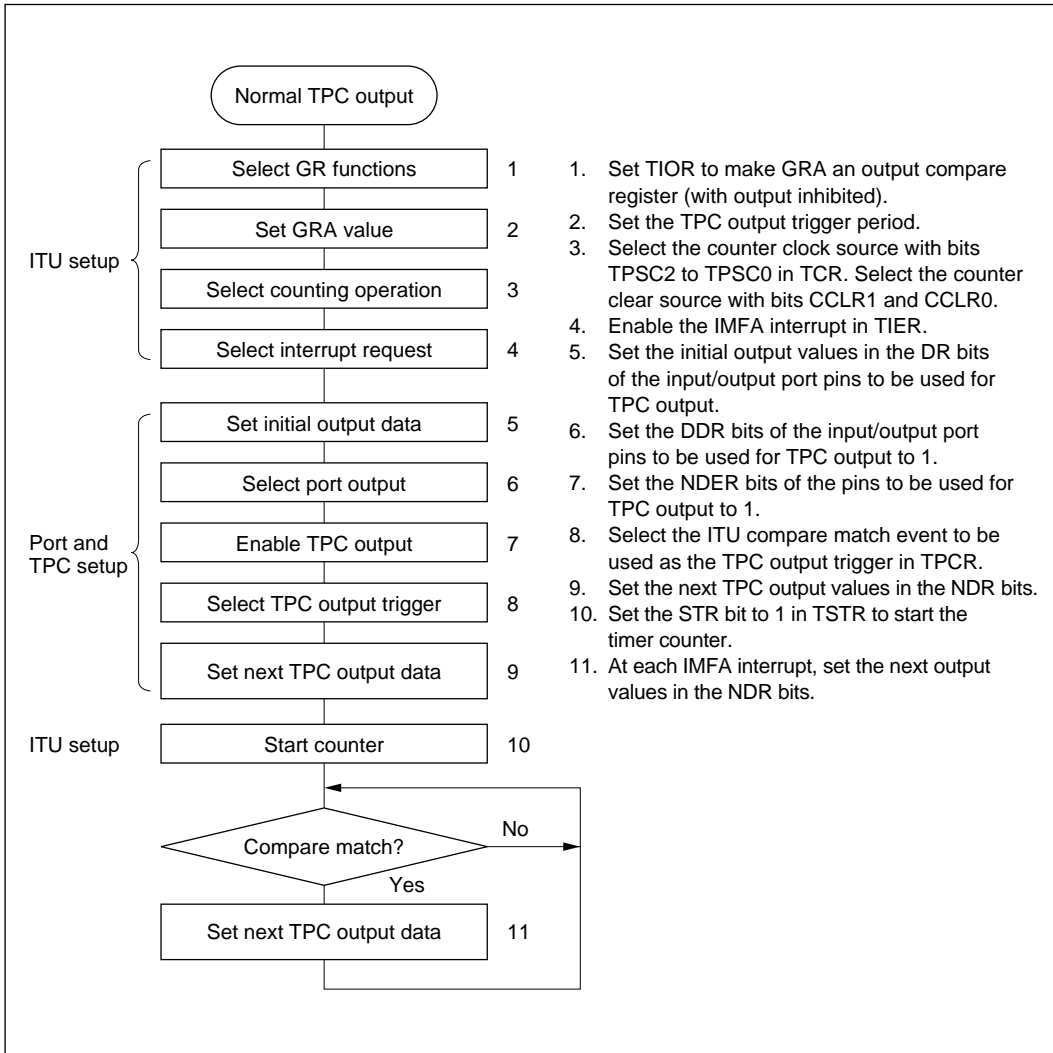 Normal TPC output
ITU setup
Select GR functions 1
Set GRA value 2
Select counting operation 3
Select interrupt request 4
Port and
TPC setup
Set initial output data 5
Select port output 6
Enable TPC output 7
Select TPC output trigger 8
Set next TPC output data 9
ITU setup
Start counter 10
Compare match?
No
Yes
Set next TPC output data 11
1. Set TIOR to make GRA an output compare
register (with output inhibited).
2. Set the TPC output trigger period.
3. Select the counter clock source with bits
TPSC2 to TPSC0 in TCR. Select the counter
clear source with bits CCLR1 and CCLR0.
4. Enable the IMFA interrupt in TIER.
5. Set the initial output values in the DR bits
of the input/output port pins to be used for
TPC output.
6. Set the DDR bits of the input/output port
pins to be used for TPC output to 1.
7. Set the NDER bits of the pins to be used for
TPC output to 1.
8. Select the ITU compare match event to be
used as the TPC output trigger in TPCR.
9. Set the next TPC output values in the NDR bits.
10. Set the STR bit to 1 in TSTR to start the
timer counter.
11. At each IMFA interrupt, set the next output
values in the NDR bits.